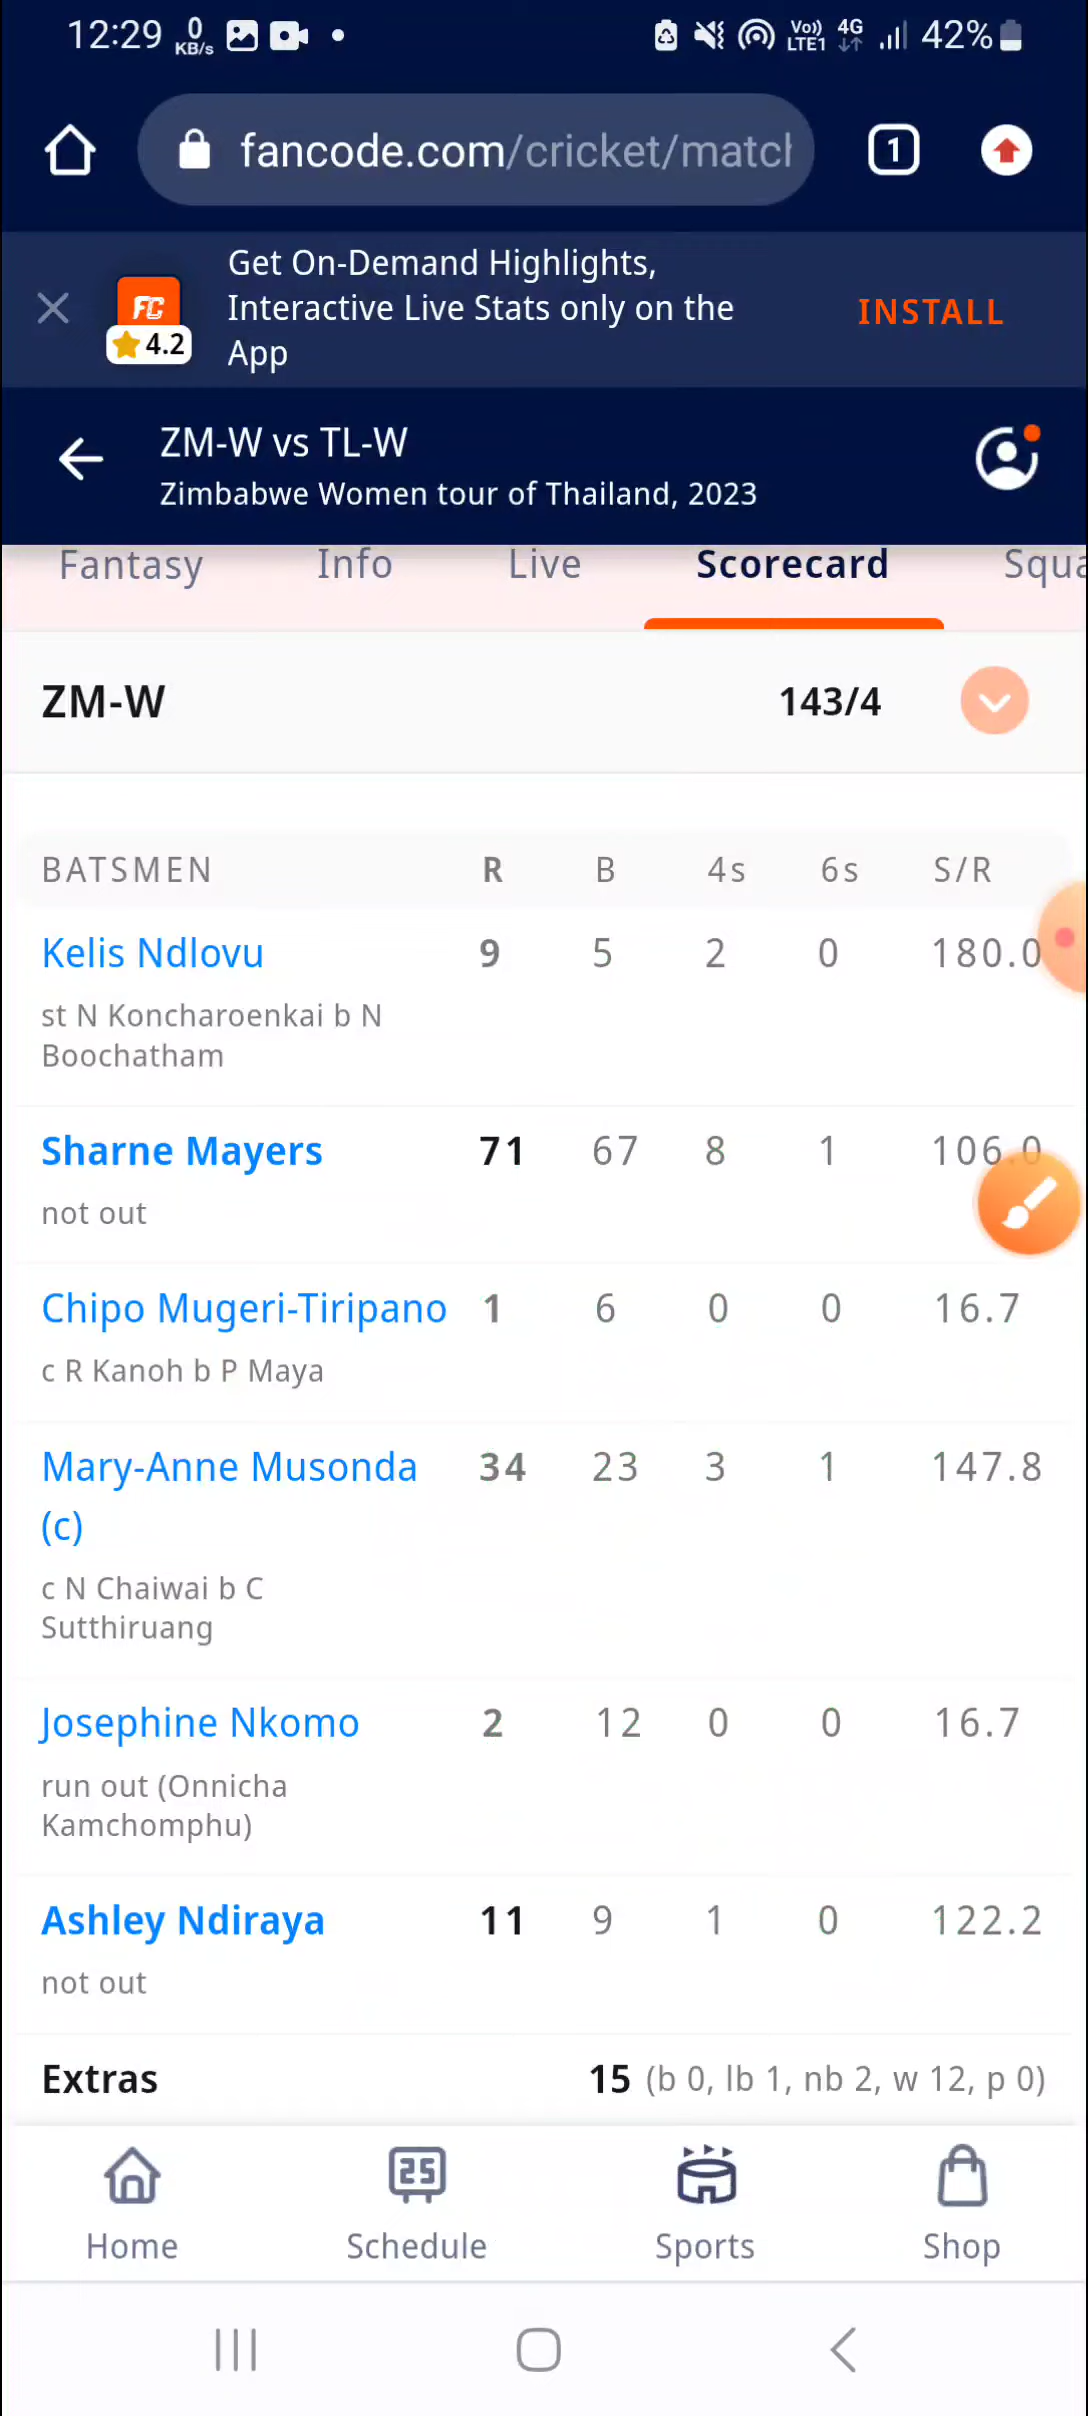 12:29 0 KB/s Vo)) LTE1 4G 42%
fancode.com/cricket/matcl 1
Get On-Demand Highlights,
Interactive Live Stats only on the
App
INSTALL
FC
4.2
ZM-W vs TL-W
Zimbabwe Women tour of Thailand, 2023
Fantasy Info Live Scorecard Squa
ZM-W 143/4
BATSMEN R B 4s 6s S/R
Kelis Ndlovu 9 5 2 0 180.0
st N Koncharoenkai b N
Boochatham
Sharne Mayers 71 67 8 1 106.0
not out
Chipo Mugeri-Tiripano 1 6 0 0 16.7
c R Kanoh b P Maya
Mary-Anne Musonda 34 23 3 1 147.8
(c)
c N Chaiwai b C
Sutthiruang
Josephine Nkomo 2 12 0 0 16.7
run out (Onnicha
Kamchomphu)
Ashley Ndiraya 11 9 1 0 122.2
not out
Extras 15 (b 0, lb 1, nb 2, w 12, p 0)
25
Home Schedule Sports Shop